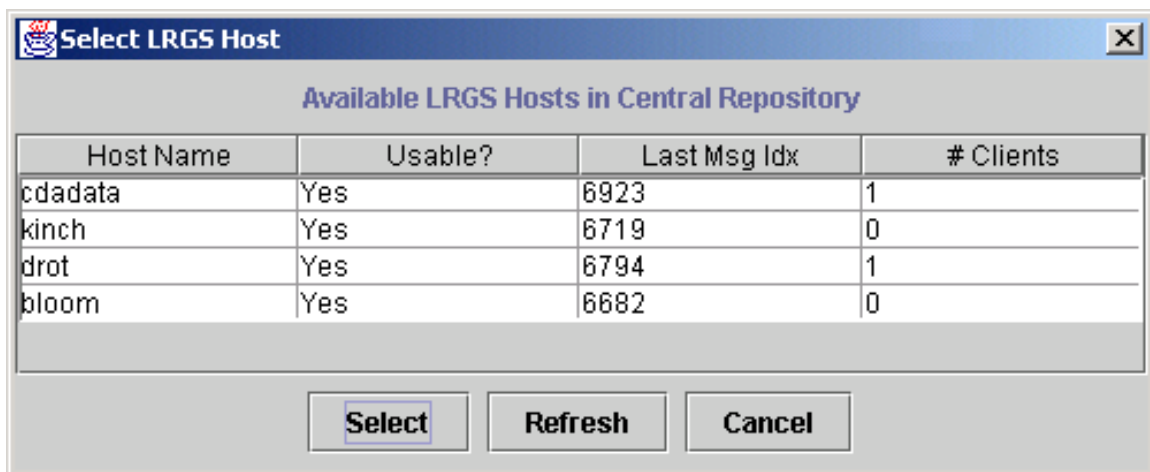 Select LRGS Host
Available LRGS Hosts in Central Repository
Host Name Usable? Last Msg Idx # Clients
cdadata Yes 6923 1
kinch Yes 6719 0
drot Yes 6794 1
bloom Yes 6682 0
Select Refresh Cancel